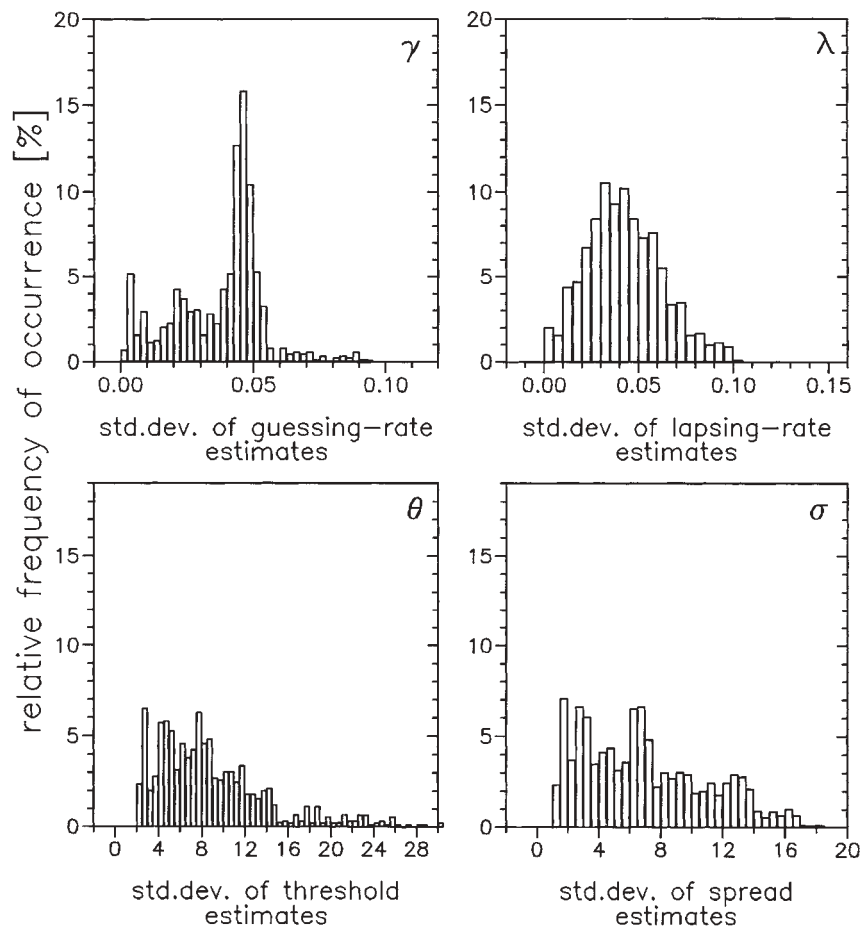 relative frequency of occurrence [%]
γ
20
15
10
5
0
0.00 0.05 0.10
std.dev. of guessing-rate
estimates
λ
20
15
10
5
0
0.00 0.05 0.10 0.15
std.dev. of lapsing-rate
estimates
θ
15
10
5
0
0 4 8 12 16 20 24 28
std.dev. of threshold
estimates
σ
15
10
5
0
0 4 8 12 16 20
std.dev. of spread
estimates